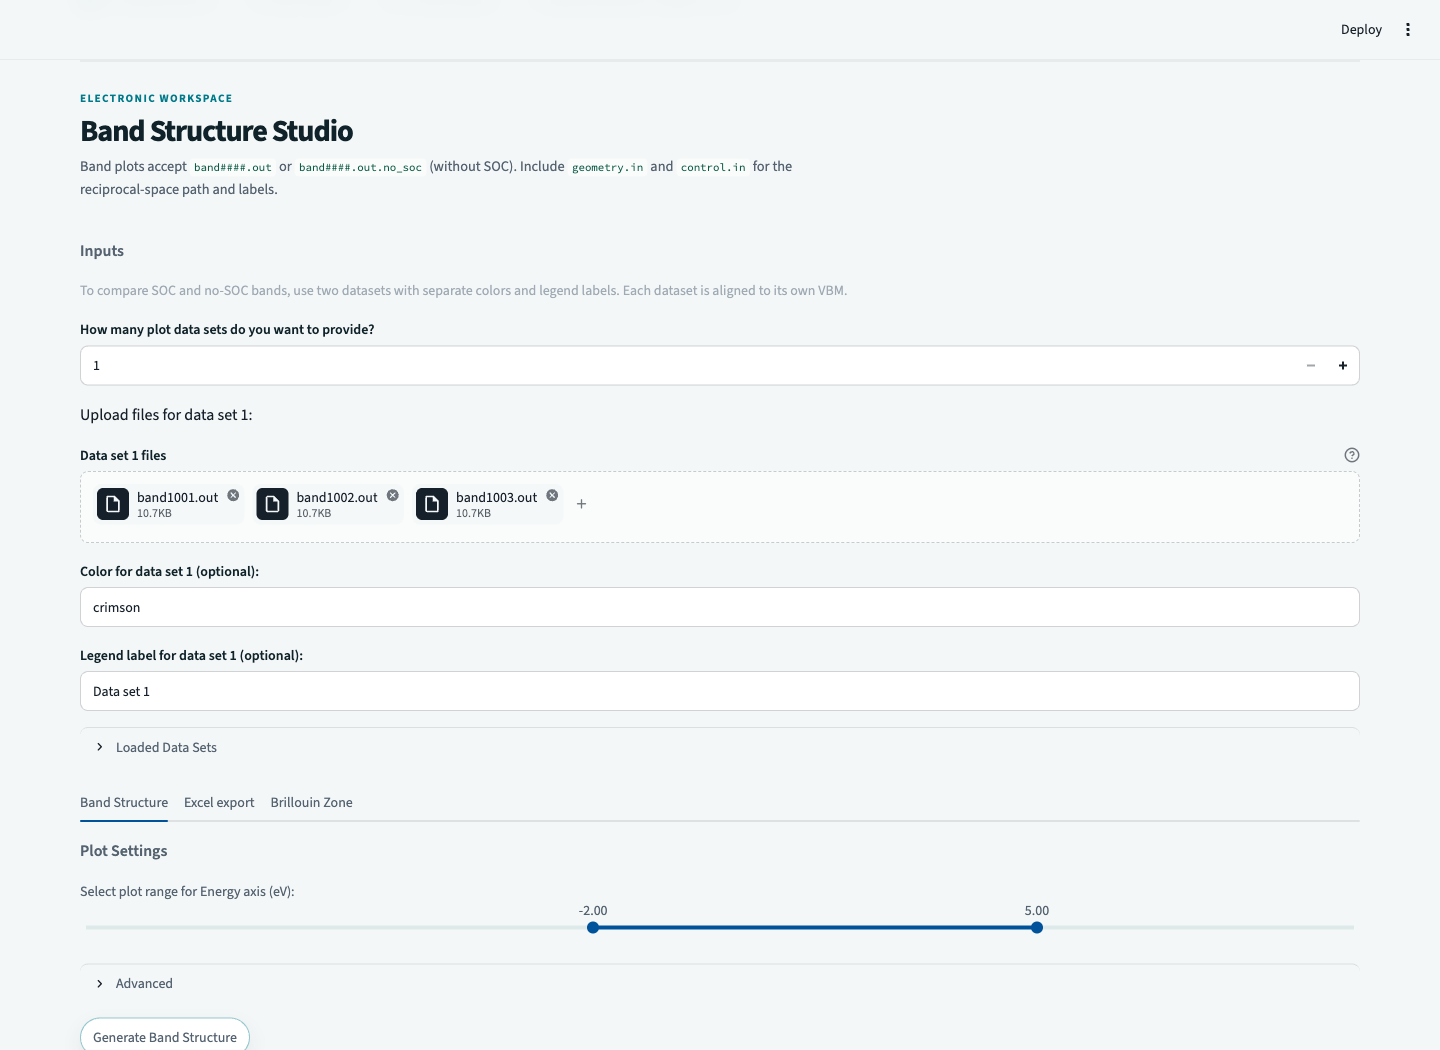 Deploy
ELECTRONIC WORKSPACE
Band Structure Studio
Band plots accept band####.out or band####.out.no_soc (without SOC). Include geometry.in and control.in for the
reciprocal-space path and labels.
Inputs
To compare SOC and no-SOC bands, use two datasets with separate colors and legend labels. Each dataset is aligned to its own VBM.
How many plot data sets do you want to provide?
1
Upload files for data set 1:
Data set 1 files
band1001.out band1002.out band1003.out
10.7KB 10.7KB 10.7KB
Color for data set 1 (optional):
crimson
Legend label for data set 1 (optional):
Data set 1
Loaded Data Sets
Band Structure Excel export Brillouin Zone
Plot Settings
Select plot range for Energy axis (eV):
-2.00 5.00
Advanced
Generate Band Structure